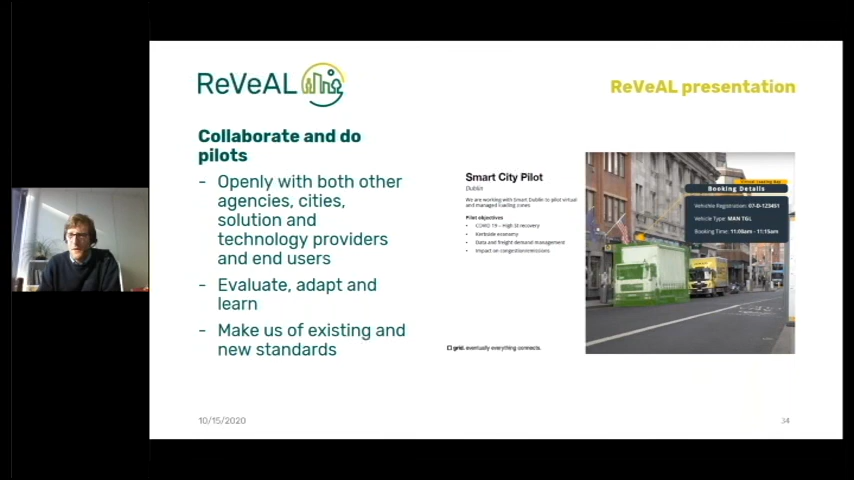 ReVeAL
ReVeAL presentation
Collaborate and do
pilots
- Openly with both other
agencies, cities,
solution and
technology providers
and end users
- Evaluate, adapt and
learn
- Make us of existing and
new standards
Smart City Pilot
Dublin
We are working with Smart Dublin to pilot virtual
and managed loading zones
Pilot objectives
• COVID 19 – High St recovery
• Kerbside economy
• Data and freight demand management
• Impact on congestion/emissions
grid. eventually everything connects.
Virtual Loading Bay
Booking Details
Vehichle Registration: 07-D-123451
Vehicle Type: MAN TGL
Booking Time: 11:00am - 11:15am
10/15/2020
34